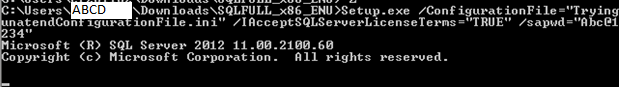 C:\Users\ABCD\Downloads\SQLFULL_x86_ENU>Setup.exe /ConfigurationFile="Trying
unatendConfigurationFile.ini" /IAcceptSQLServerLicenseTerms="TRUE" /sapwd="Abc@1
234"
Microsoft (R) SQL Server 2012 11.00.2100.60
Copyright (c) Microsoft Corporation.  All rights reserved.